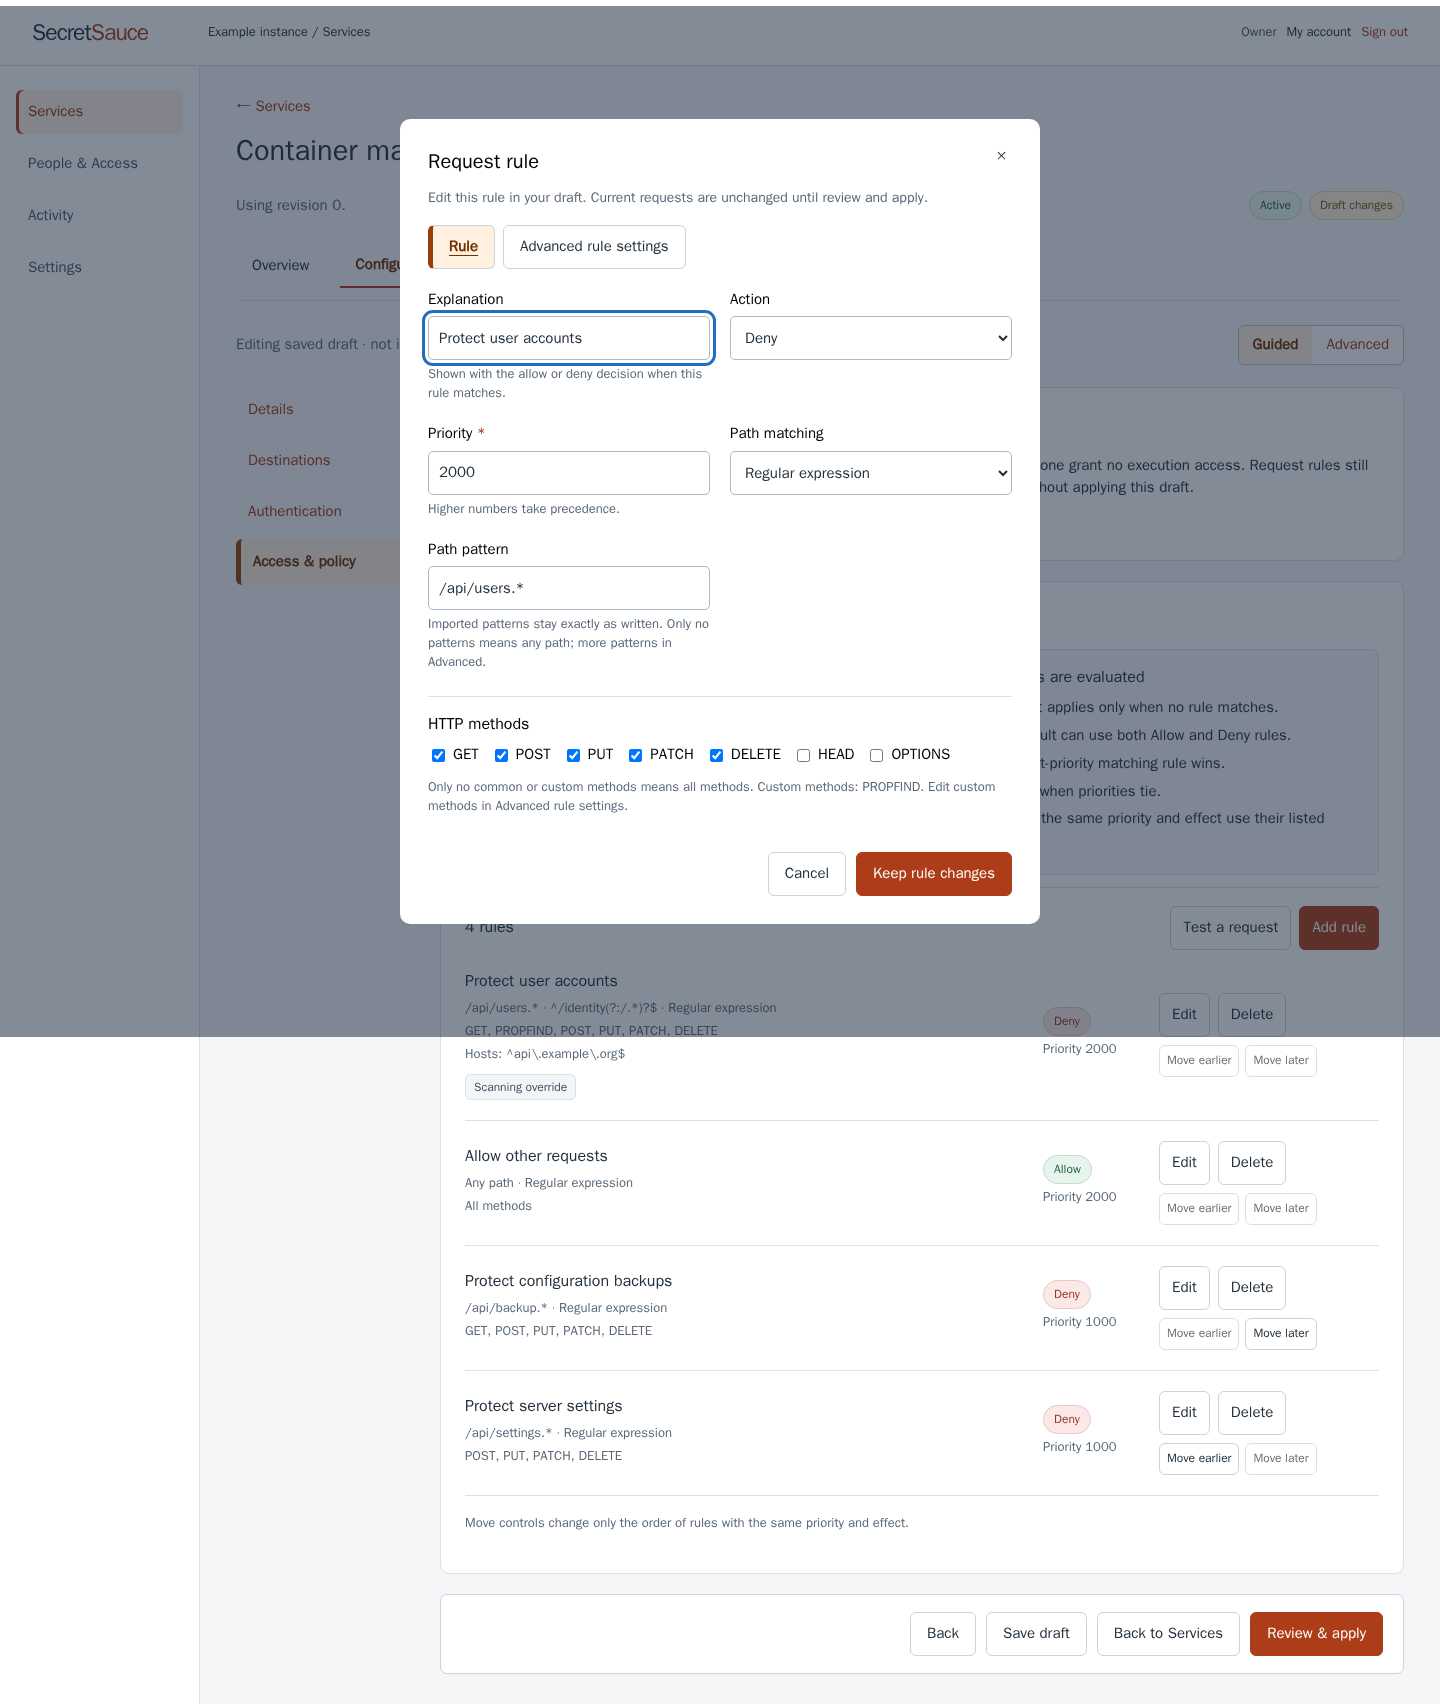 SecretSauce
Example instance / Services
Owner My account Sign out
Services
People & Access
Activity
Settings
← Services
Container ma
Using revision 0.
Active
Draft changes
Overview
Configu
Editing saved draft · not i
Guided
Advanced
Details
Destinations
Authentication
Access & policy
one grant no execution access. Request rules still
hout applying this draft.
s are evaluated
t applies only when no rule matches.
ult can use both Allow and Deny rules.
t-priority matching rule wins.
when priorities tie.
the same priority and effect use their listed
Request rule
×
Edit this rule in your draft. Current requests are unchanged until review and apply.
Rule
Advanced rule settings
Explanation
Action
Protect user accounts
Deny
Shown with the allow or deny decision when this
rule matches.
Priority *
Path matching
2000
Regular expression
Higher numbers take precedence.
Path pattern
/api/users.*
Imported patterns stay exactly as written. Only no
patterns means any path; more patterns in
Advanced.
HTTP methods
GET POST PUT PATCH DELETE HEAD OPTIONS
Only no common or custom methods means all methods. Custom methods: PROPFIND. Edit custom
methods in Advanced rule settings.
Cancel
Keep rule changes
4 rules
Test a request
Add rule
Protect user accounts
/api/users.* · ^/identity(?:/.*)?$ · Regular expression
GET, PROPFIND, POST, PUT, PATCH, DELETE
Hosts: ^api\.example\.org$
Scanning override
Deny
Priority 2000
Edit
Delete
Move earlier
Move later
Allow other requests
Any path · Regular expression
All methods
Allow
Priority 2000
Edit
Delete
Move earlier
Move later
Protect configuration backups
/api/backup.* · Regular expression
GET, POST, PUT, PATCH, DELETE
Deny
Priority 1000
Edit
Delete
Move earlier
Move later
Protect server settings
/api/settings.* · Regular expression
POST, PUT, PATCH, DELETE
Deny
Priority 1000
Edit
Delete
Move earlier
Move later
Move controls change only the order of rules with the same priority and effect.
Back
Save draft
Back to Services
Review & apply